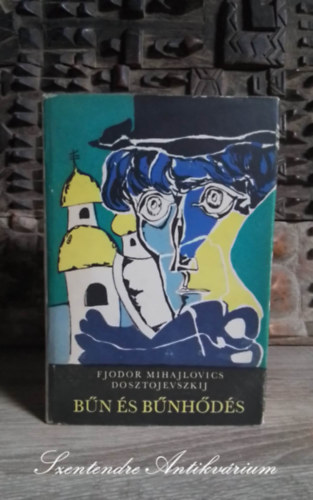 FJODOR MIHAJLOVICS
DOSZTOJEVSZKIJ
BŰN ÉS BŰNHŐDÉS
Szentendre Antikvárium